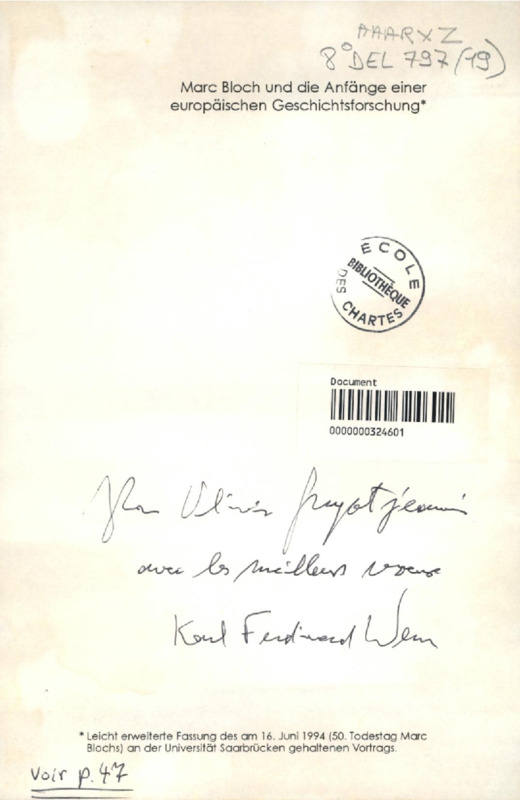 AAARXZ
8° DEL 797 (19)
Marc Bloch und die Anfänge einer
europäischen Geschichtsforschung*
ECOLE
DES
BIBLIOTHÈQUE
CHARTES
Document
0000000324601
Olivier Guyotjeannin
avec les meilleurs voeux
Karl Ferdinand Werner
* Leicht erweiterte Fassung des am 16. Juni 1994 (50. Todestag Marc
Blochs) an der Universität Saarbrücken gehaltenen Vortrags.
Voir p. 47